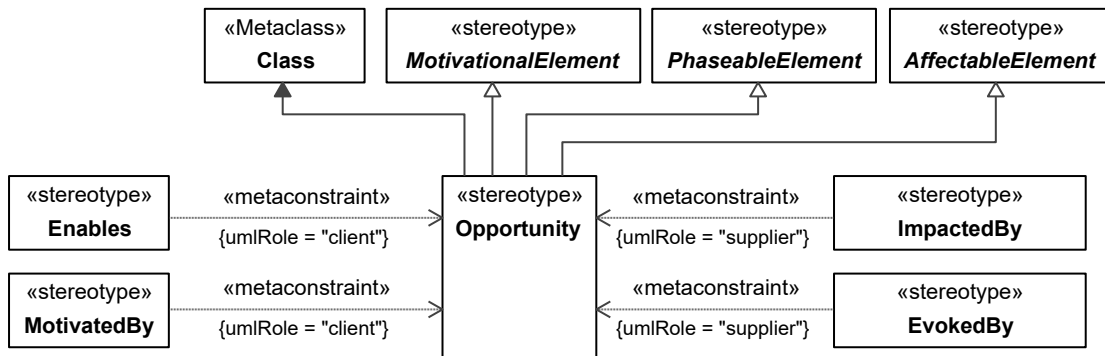 «Metaclass»
Class
«stereotype»
MotivationalElement
«stereotype»
PhaseableElement
«stereotype»
AffectableElement
«stereotype»
Enables
«metaconstraint»
{umlRole = "client"}
«stereotype»
Opportunity
«metaconstraint»
{umlRole = "supplier"}
«stereotype»
ImpactedBy
«stereotype»
MotivatedBy
«metaconstraint»
{umlRole = "client"}
«metaconstraint»
{umlRole = "supplier"}
«stereotype»
EvokedBy